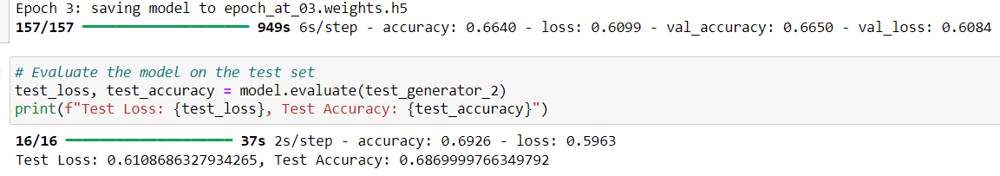 Epoch 3: saving model to epoch_at_03.weights.h5
157/157 949s 6s/step - accuracy: 0.6640 - loss: 0.6099 - val_accuracy: 0.6650 - val_loss: 0.6084
# Evaluate the model on the test set
test_loss, test_accuracy = model.evaluate(test_generator_2)
print(f"Test Loss: {test_loss}, Test Accuracy: {test_accuracy}")
16/16 37s 2s/step - accuracy: 0.6926 - loss: 0.5963
Test Loss: 0.6108686327934265, Test Accuracy: 0.6869999766349792